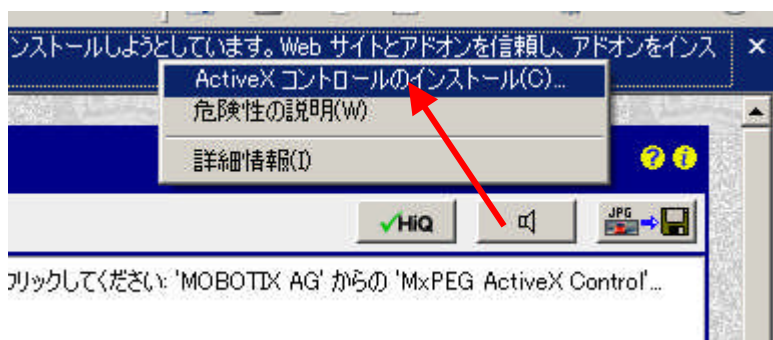 ンストールしようとしています。Web サイトとアドオンを信頼し、アドオンをインス
ActiveX コントロールのインストール(C)...
危険性の説明(W)
詳細情報(I)
HiQ
JPG
クリックしてください: 'MOBOTIX AG' からの 'MxPEG ActiveX Control'...